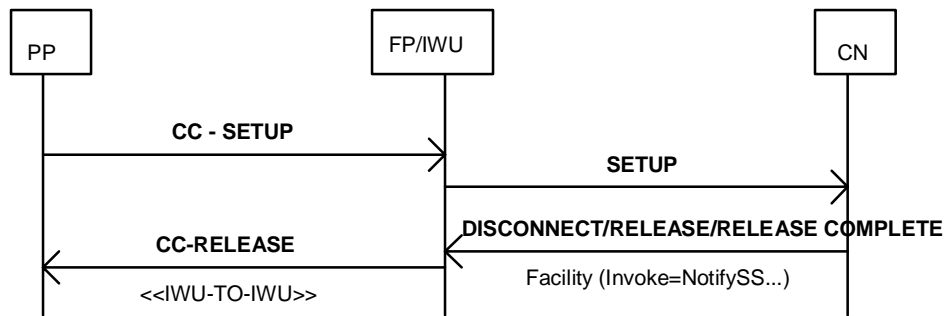 PP
FP/IWU
CN
CC - SETUP
SETUP
DISCONNECT/RELEASE/RELEASE COMPLETE
CC-RELEASE
Facility (Invoke=NotifySS...)
<<IWU-TO-IWU>>